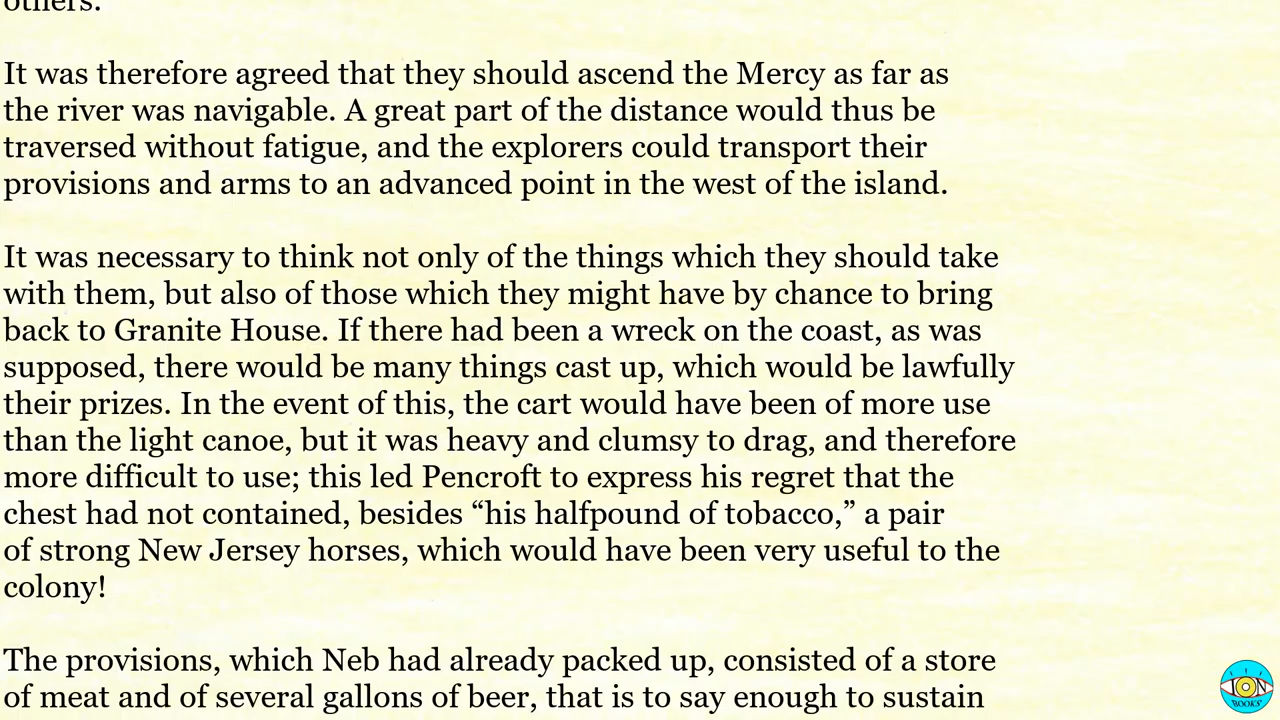 others.
It was therefore agreed that they should ascend the Mercy as far as
the river was navigable. A great part of the distance would thus be
traversed without fatigue, and the explorers could transport their
provisions and arms to an advanced point in the west of the island.
It was necessary to think not only of the things which they should take
with them, but also of those which they might have by chance to bring
back to Granite House. If there had been a wreck on the coast, as was
supposed, there would be many things cast up, which would be lawfully
their prizes. In the event of this, the cart would have been of more use
than the light canoe, but it was heavy and clumsy to drag, and therefore
more difficult to use; this led Pencroft to express his regret that the
chest had not contained, besides “his halfpound of tobacco,” a pair
of strong New Jersey horses, which would have been very useful to the
colony!
The provisions, which Neb had already packed up, consisted of a store
of meat and of several gallons of beer, that is to say enough to sustain
ION
BOOKS